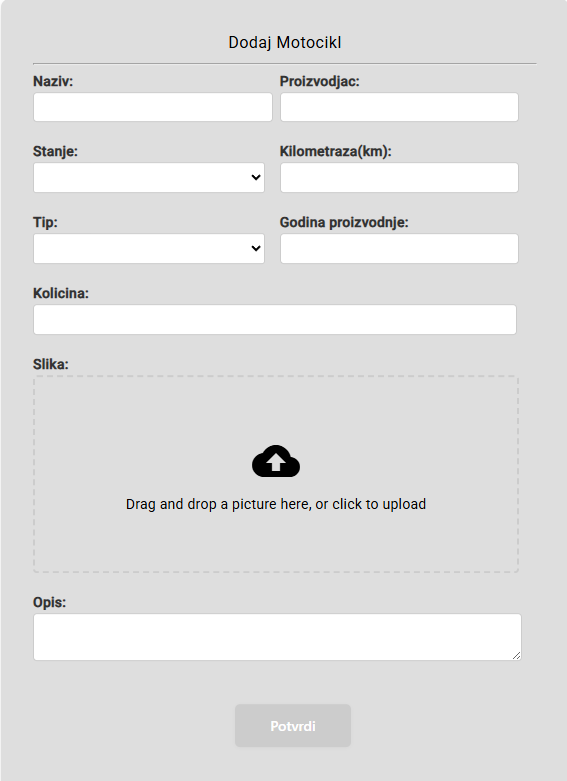 Dodaj Motocikl
Naziv: Proizvodjac:
Stanje: Kilometraza(km):
Tip: Godina proizvodnje:
Kolicina:
Slika:
Drag and drop a picture here, or click to upload
Opis:
Potvrdi